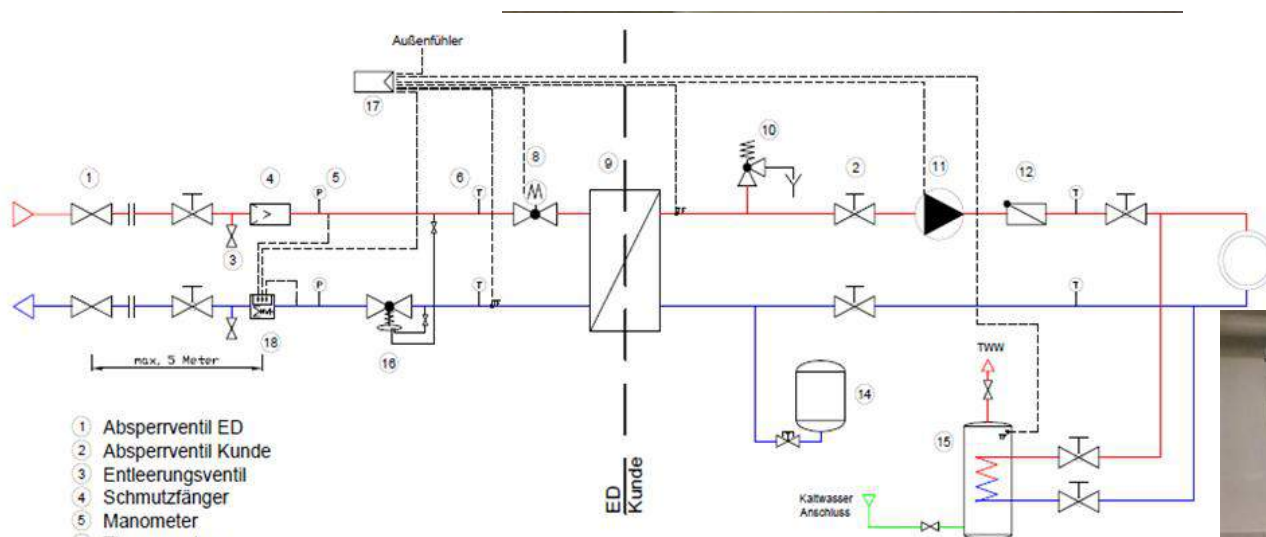 Außenfühler
17
10
1
4
5
6
8
9
2
11
12
P
T
T
3
P
T
T
18
16
max. 5 Meter
TWW
14
15
ED
Kunde
Kaltwasser
Anschluss
1 Absperrventil ED
2 Absperrventil Kunde
3 Entleerungsventil
4 Schmutzfänger
5 Manometer